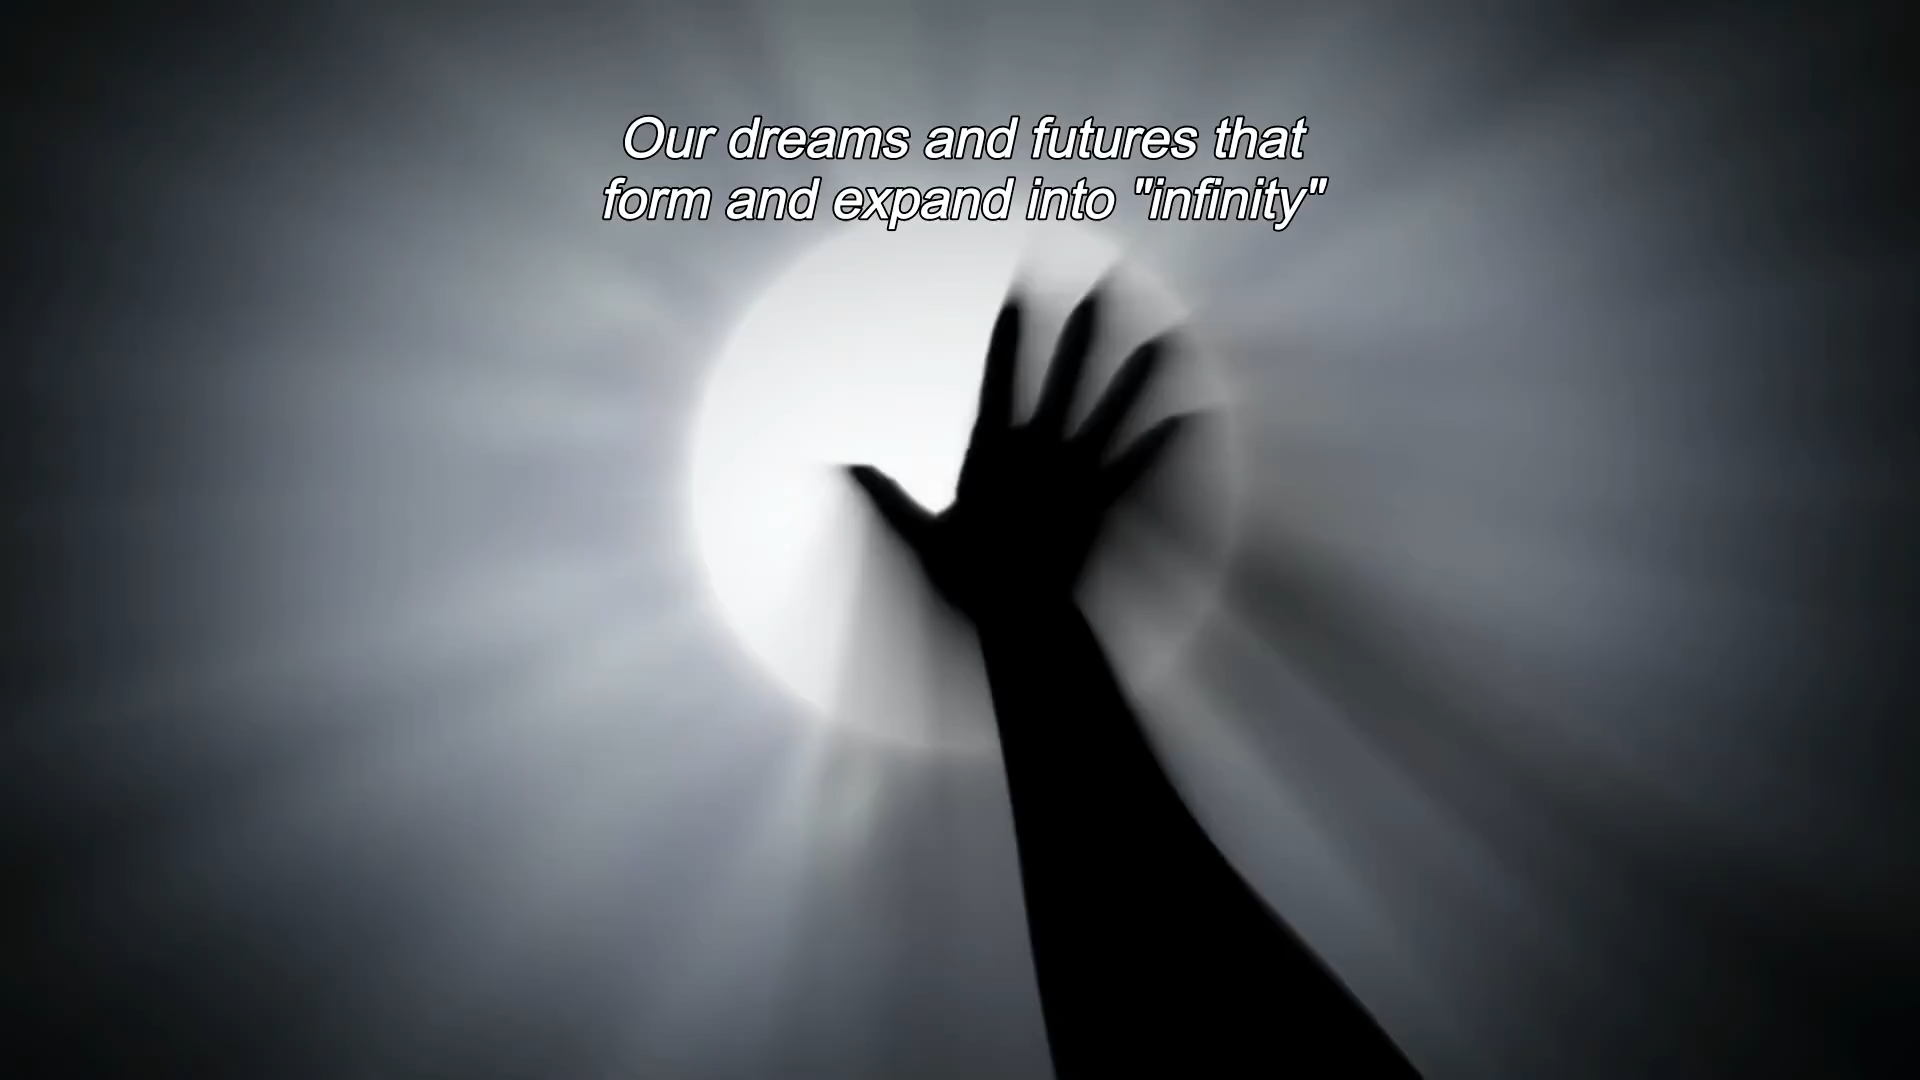 Our dreams and futures that
form and expand into "infinity"